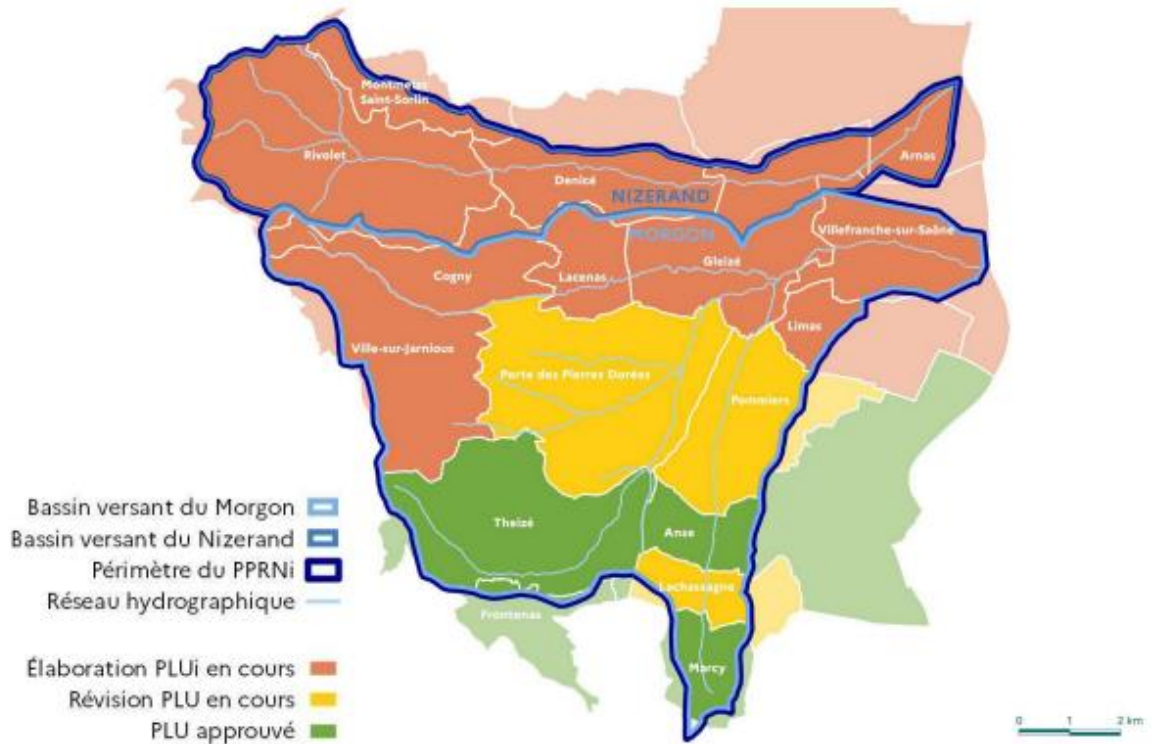 Montmelas
Saint-Sorlin
Rivolet
Arnas
Denicé
NIZERAND
MORGON
Villefranche-sur-Saône
Gleizé
Cogny
Lacenas
Limas
Ville-sur-Jarnioux
Porte des Pierres Dorées
Pommiers
Theizé
Anse
Lachassagne
Frontenas
Marcy
Bassin versant du Morgon
Bassin versant du Nizerand
Périmètre du PPRNi
Réseau hydrographique
Élaboration PLUi en cours
Révision PLU en cours
PLU approuvé
0 1 2 km